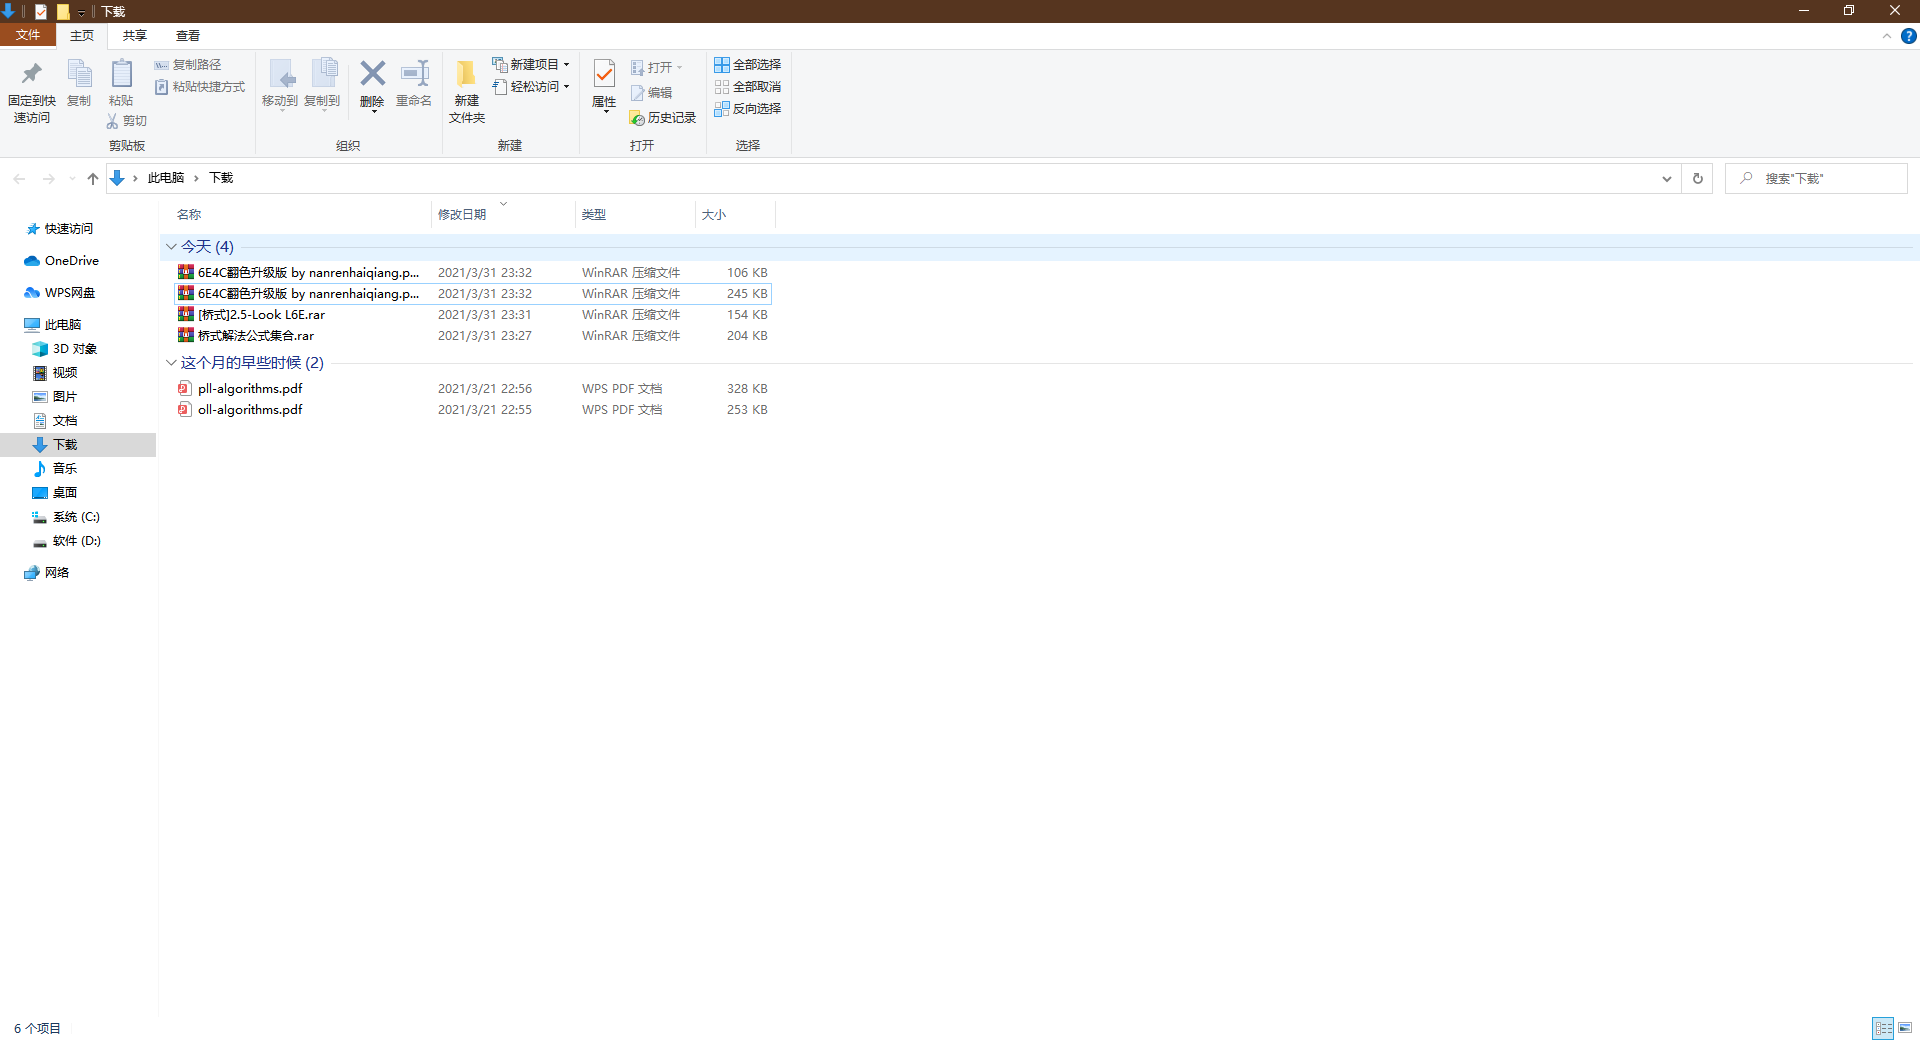 下载
文件 主页 共享 查看
固定到快速访问 复制 粘贴 复制路径 粘贴快捷方式 剪切
移动到 复制到 删除 重命名
新建文件夹 新建项目 轻松访问
属性 打开 编辑 历史记录
全部选择 全部取消 反向选择
剪贴板 组织 新建 打开 选择
此电脑 › 下载
搜索"下载"
名称 修改日期 类型 大小
今天 (4)
6E4C翻色升级版 by nanrenhaiqiang.p... 2021/3/31 23:32 WinRAR 压缩文件 106 KB
6E4C翻色升级版 by nanrenhaiqiang.p... 2021/3/31 23:32 WinRAR 压缩文件 245 KB
[桥式]2.5-Look L6E.rar 2021/3/31 23:31 WinRAR 压缩文件 154 KB
桥式解法公式集合.rar 2021/3/31 23:27 WinRAR 压缩文件 204 KB
这个月的早些时候 (2)
pll-algorithms.pdf 2021/3/21 22:56 WPS PDF 文档 328 KB
oll-algorithms.pdf 2021/3/21 22:55 WPS PDF 文档 253 KB
快速访问
OneDrive
WPS网盘
此电脑
3D 对象
视频
图片
文档
下载
音乐
桌面
系统 (C:)
软件 (D:)
网络
6 个项目